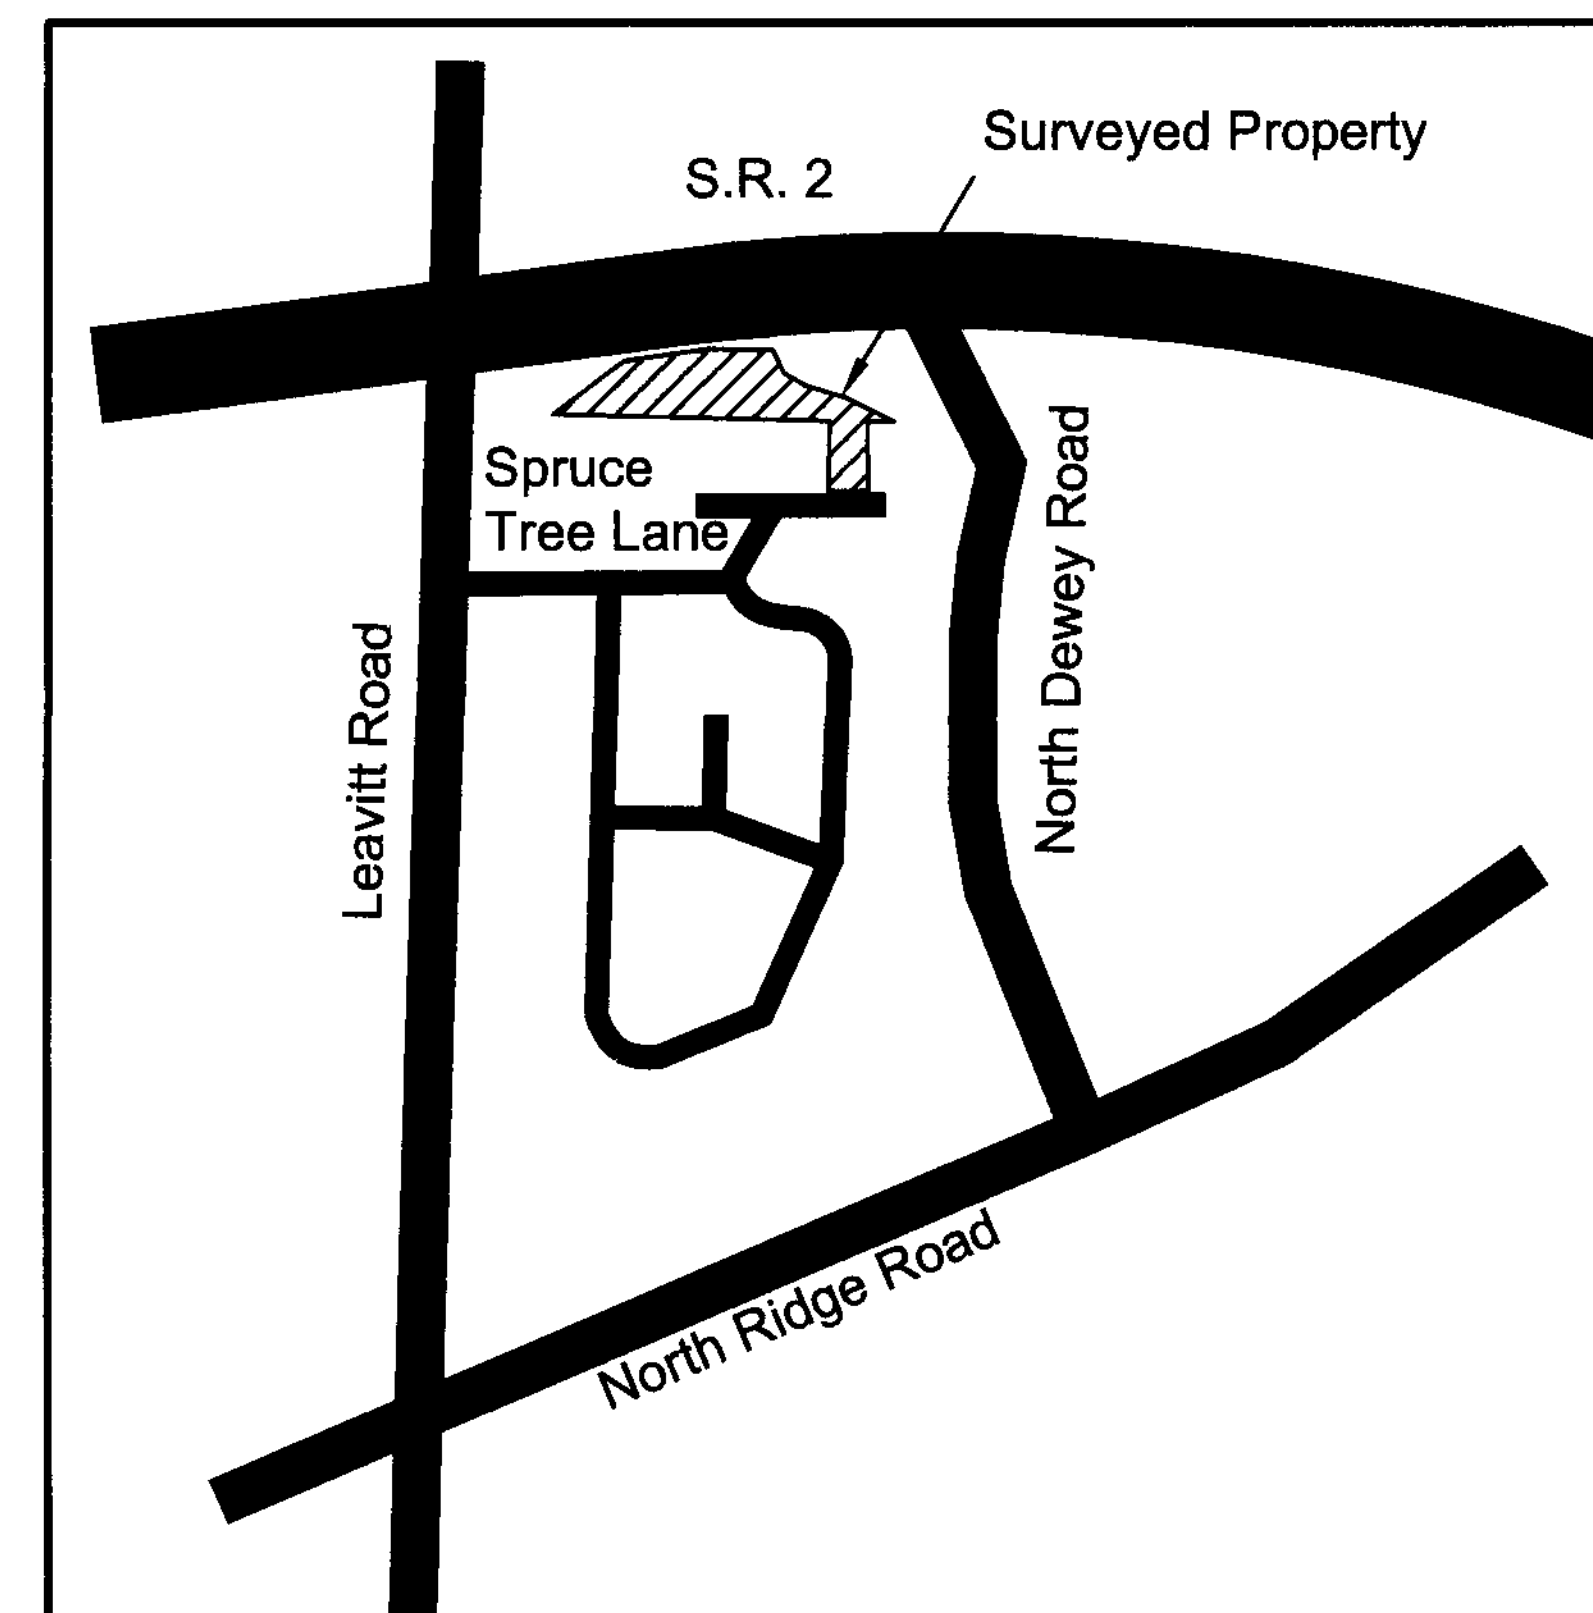 Surveyed Property
S.R. 2
Spruce
Tree Lane
North Dewey Road
Leavitt Road
North Ridge Road